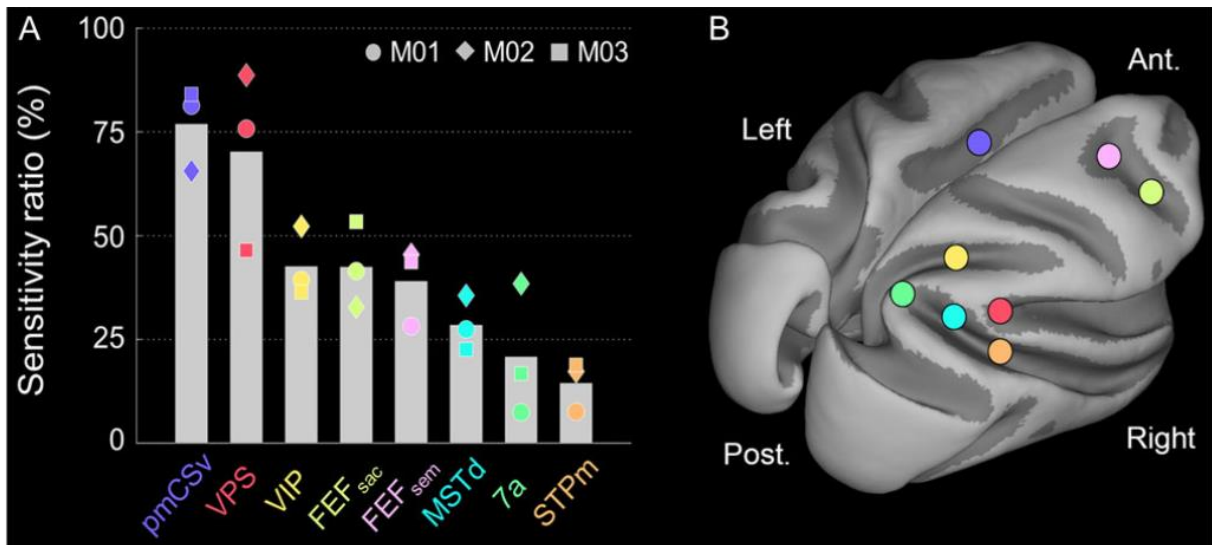 A
100
75
50
25
0
Sensitivity ratio (%)
M01 M02 M03
pmCSv
VPS
VIP
FEF sac
FEF sem
MSTd
7a
STPm
B
Left
Ant.
Post.
Right